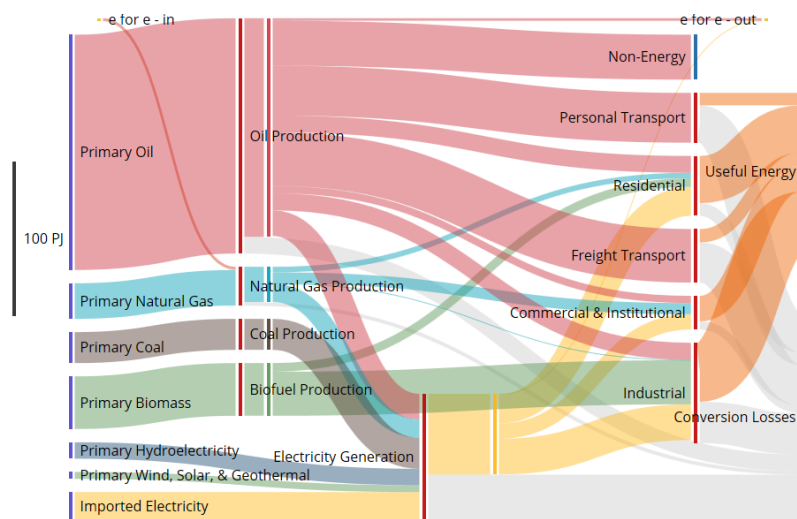 e for e - in
e for e - out
Non-Energy
Personal Transport
Oil Production
Primary Oil
Useful Energy
Residential
100 PJ
Freight Transport
Natural Gas Production
Primary Natural Gas
Commercial & Institutional
Coal Production
Primary Coal
Biofuel Production
Industrial
Primary Biomass
Conversion Losses
Primary Hydroelectricity
Electricity Generation
Primary Wind, Solar, & Geothermal
Imported Electricity